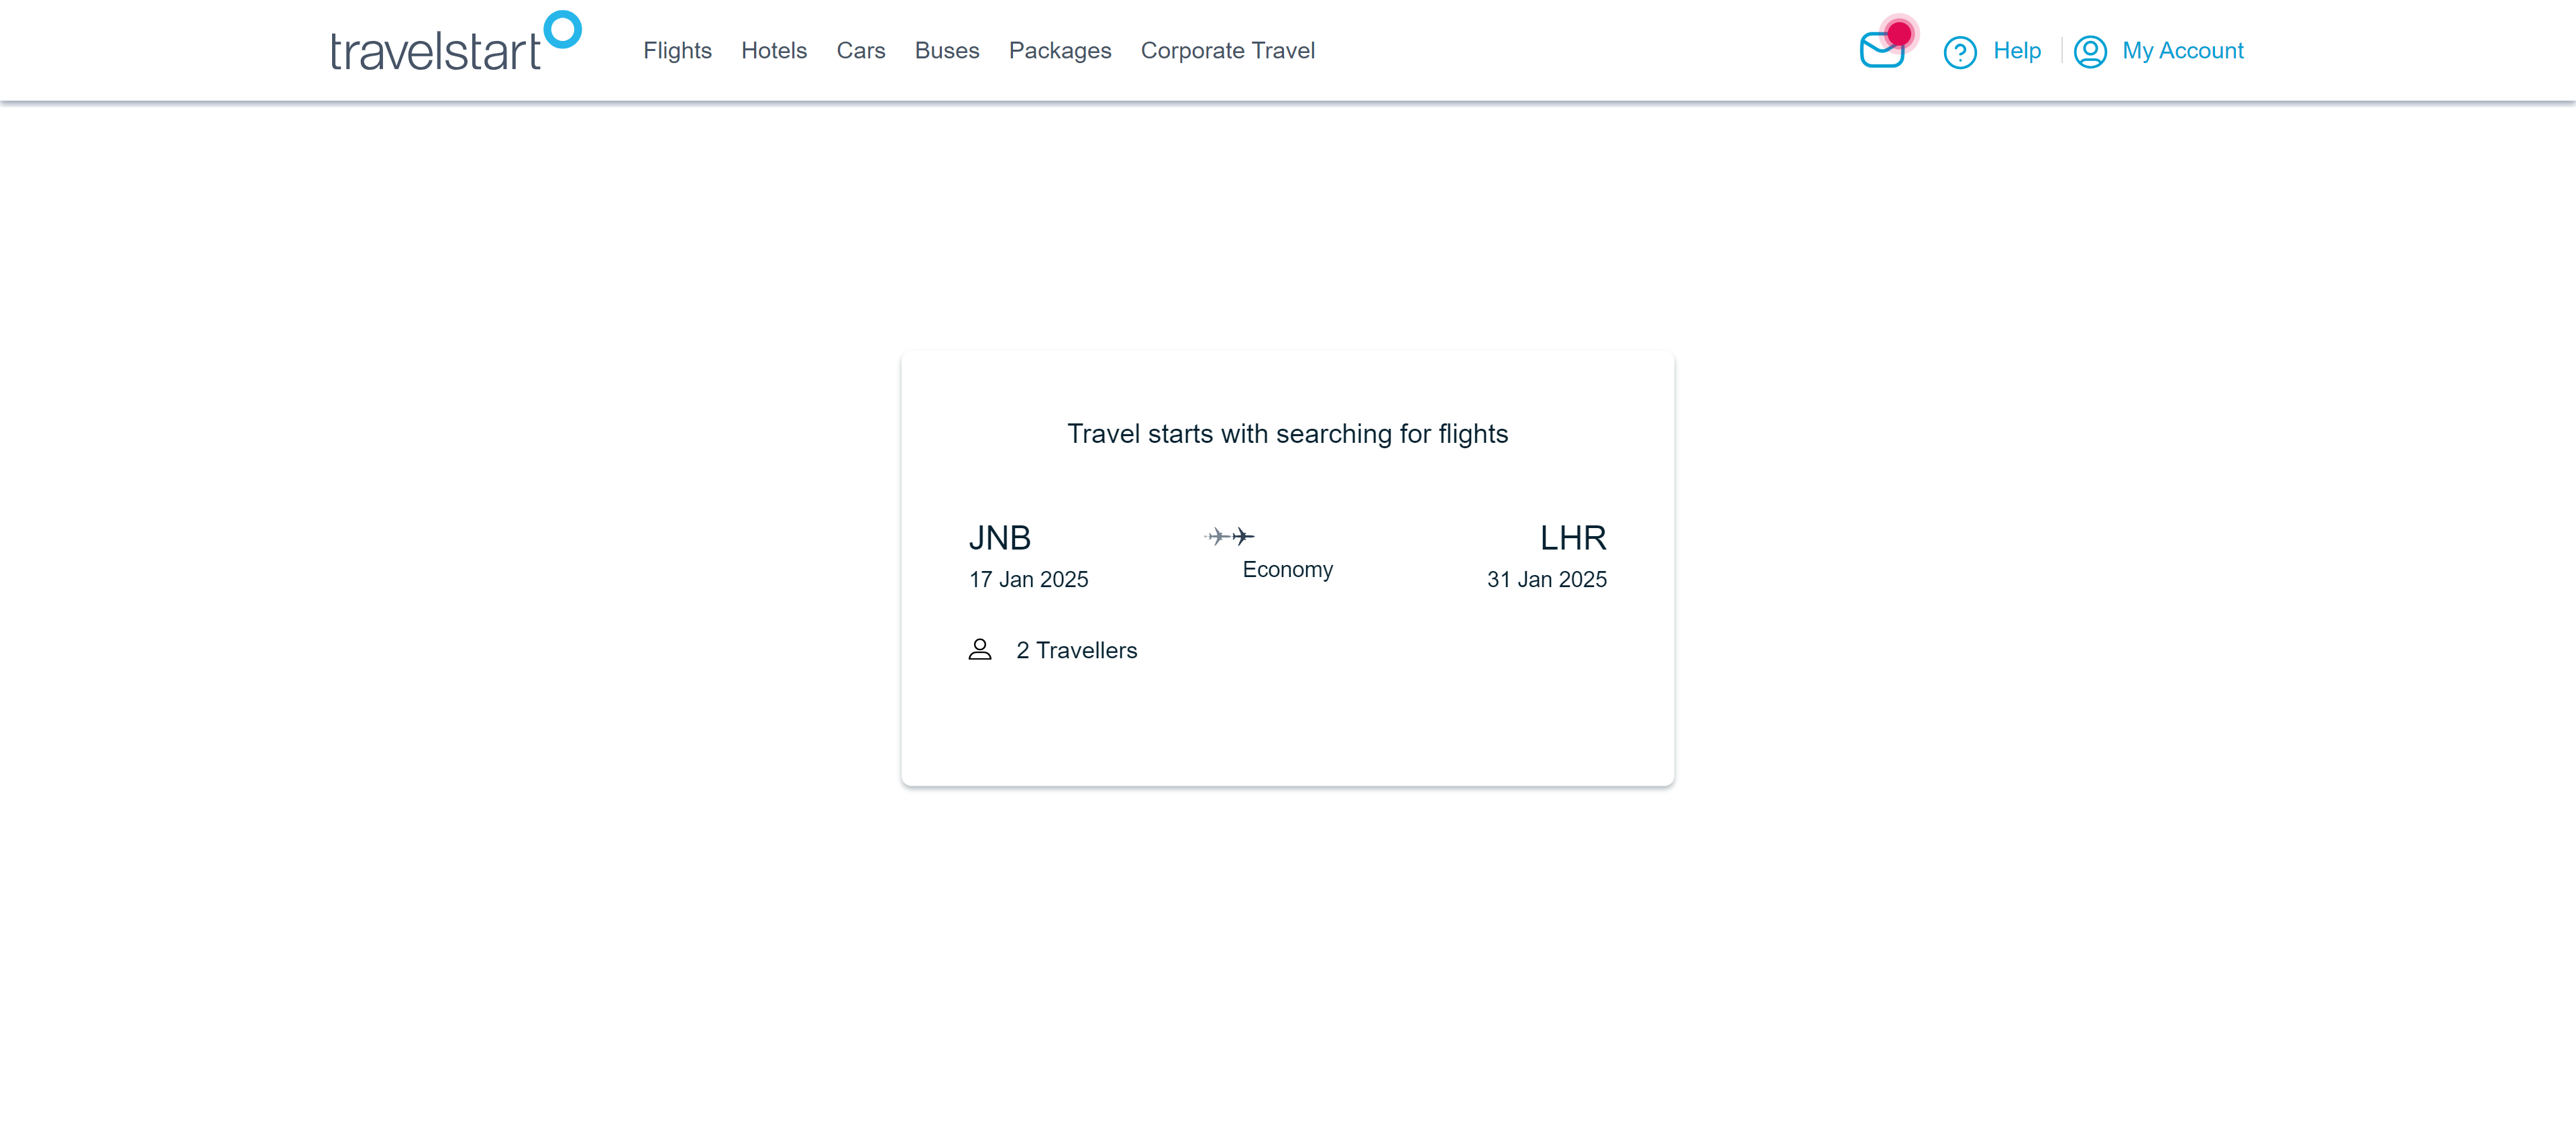 travelstart
Flights Hotels Cars Buses Packages Corporate Travel
Help My Account
Travel starts with searching for flights
JNB LHR
Economy
17 Jan 2025 31 Jan 2025
2 Travellers